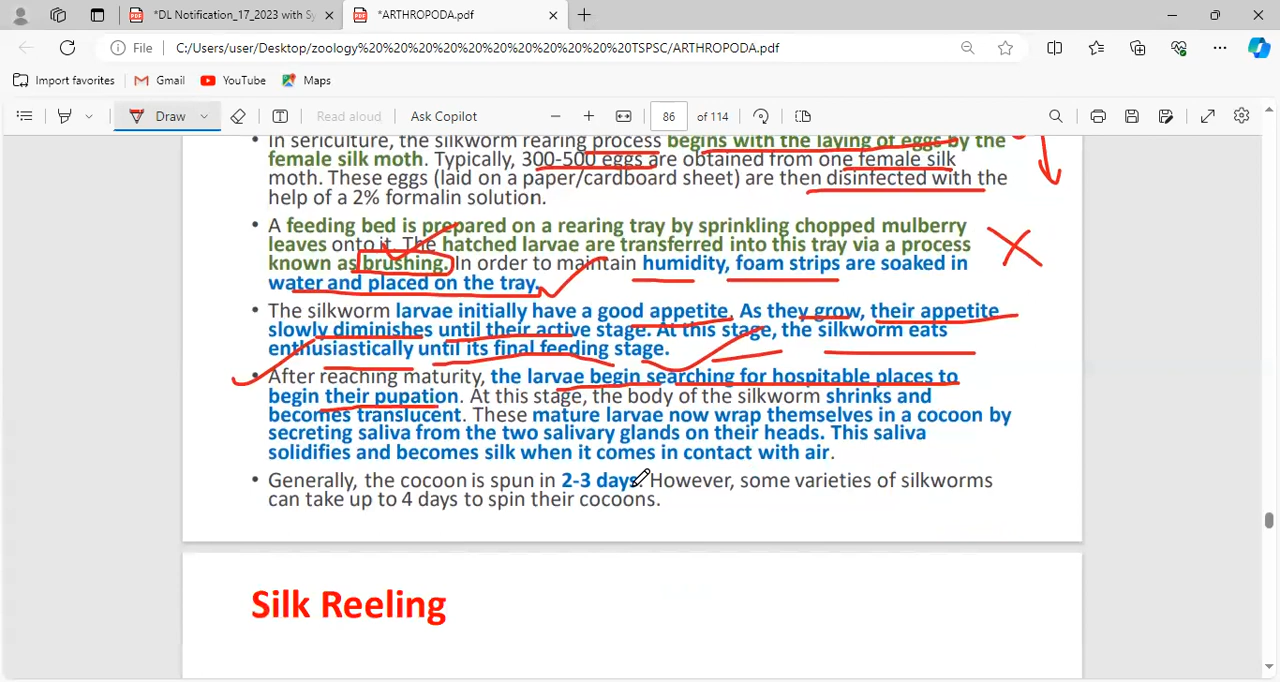 *DL Notification_17_2023 with Sy
*ARTHROPODA.pdf
File
C:/Users/user/Desktop/zoology%20%20%20%20%20%20%20%20%20%20TSPSC/ARTHROPODA.pdf
Import favorites
Gmail
YouTube
Maps
Draw
Read aloud
Ask Copilot
86 of 114
• In sericulture, the silkworm rearing process begins with the laying of eggs by the
female silk moth. Typically, 300-500 eggs are obtained from one female silk
moth. These eggs (laid on a paper/cardboard sheet) are then disinfected with the
help of a 2% formalin solution.
• A feeding bed is prepared on a rearing tray by sprinkling chopped mulberry
leaves onto it. The hatched larvae are transferred into this tray via a process
known as brushing. In order to maintain humidity, foam strips are soaked in
water and placed on the tray.
• The silkworm larvae initially have a good appetite. As they grow, their appetite
slowly diminishes until their active stage. At this stage, the silkworm eats
enthusiastically until its final feeding stage.
• After reaching maturity, the larvae begin searching for hospitable places to
begin their pupation. At this stage, the body of the silkworm shrinks and
becomes translucent. These mature larvae now wrap themselves in a cocoon by
secreting saliva from the two salivary glands on their heads. This saliva
solidifies and becomes silk when it comes in contact with air.
• Generally, the cocoon is spun in 2-3 days. However, some varieties of silkworms
can take up to 4 days to spin their cocoons.
Silk Reeling